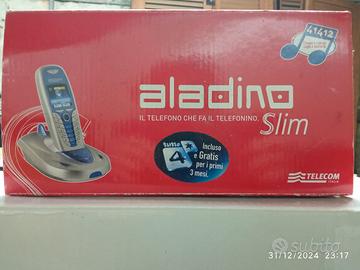 41412
aladino
IL TELEFONO CHE FA IL TELEFONINO.
Slim
tutto
4
Incluso
e Gratis
per i primi
3 mesi.
TELECOM
ITALIA
31/12/2024 23:17
subito